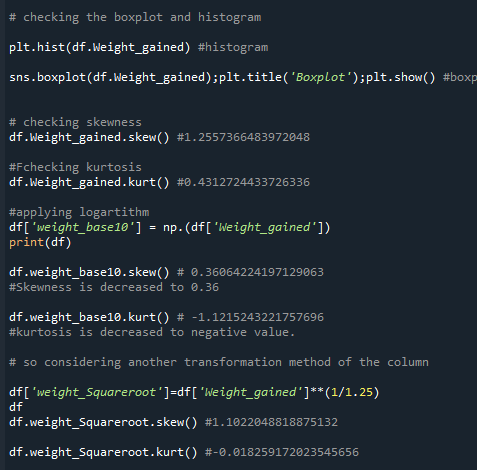 # checking the boxplot and histogram
plt.hist(df.Weight_gained) #histogram
sns.boxplot(df.Weight_gained);plt.title('Boxplot');plt.show() #boxp
# checking skewness
df.Weight_gained.skew() #1.2557366483972048
#Fchecking kurtosis
df.Weight_gained.kurt() #0.4312724433726336
#applying logartithm
df['weight_base10'] = np.(df['Weight_gained'])
print(df)
df.weight_base10.skew() # 0.36064224197129063
#Skewness is decreased to 0.36
df.weight_base10.kurt() # -1.1215243221757696
#kurtosis is decreased to negative value.
# so considering another transformation method of the column
df['weight_Squareroot']=df['Weight_gained']**(1/1.25)
df
df.weight_Squareroot.skew() #1.1022048818875132
df.weight_Squareroot.kurt() #-0.018259172023545656